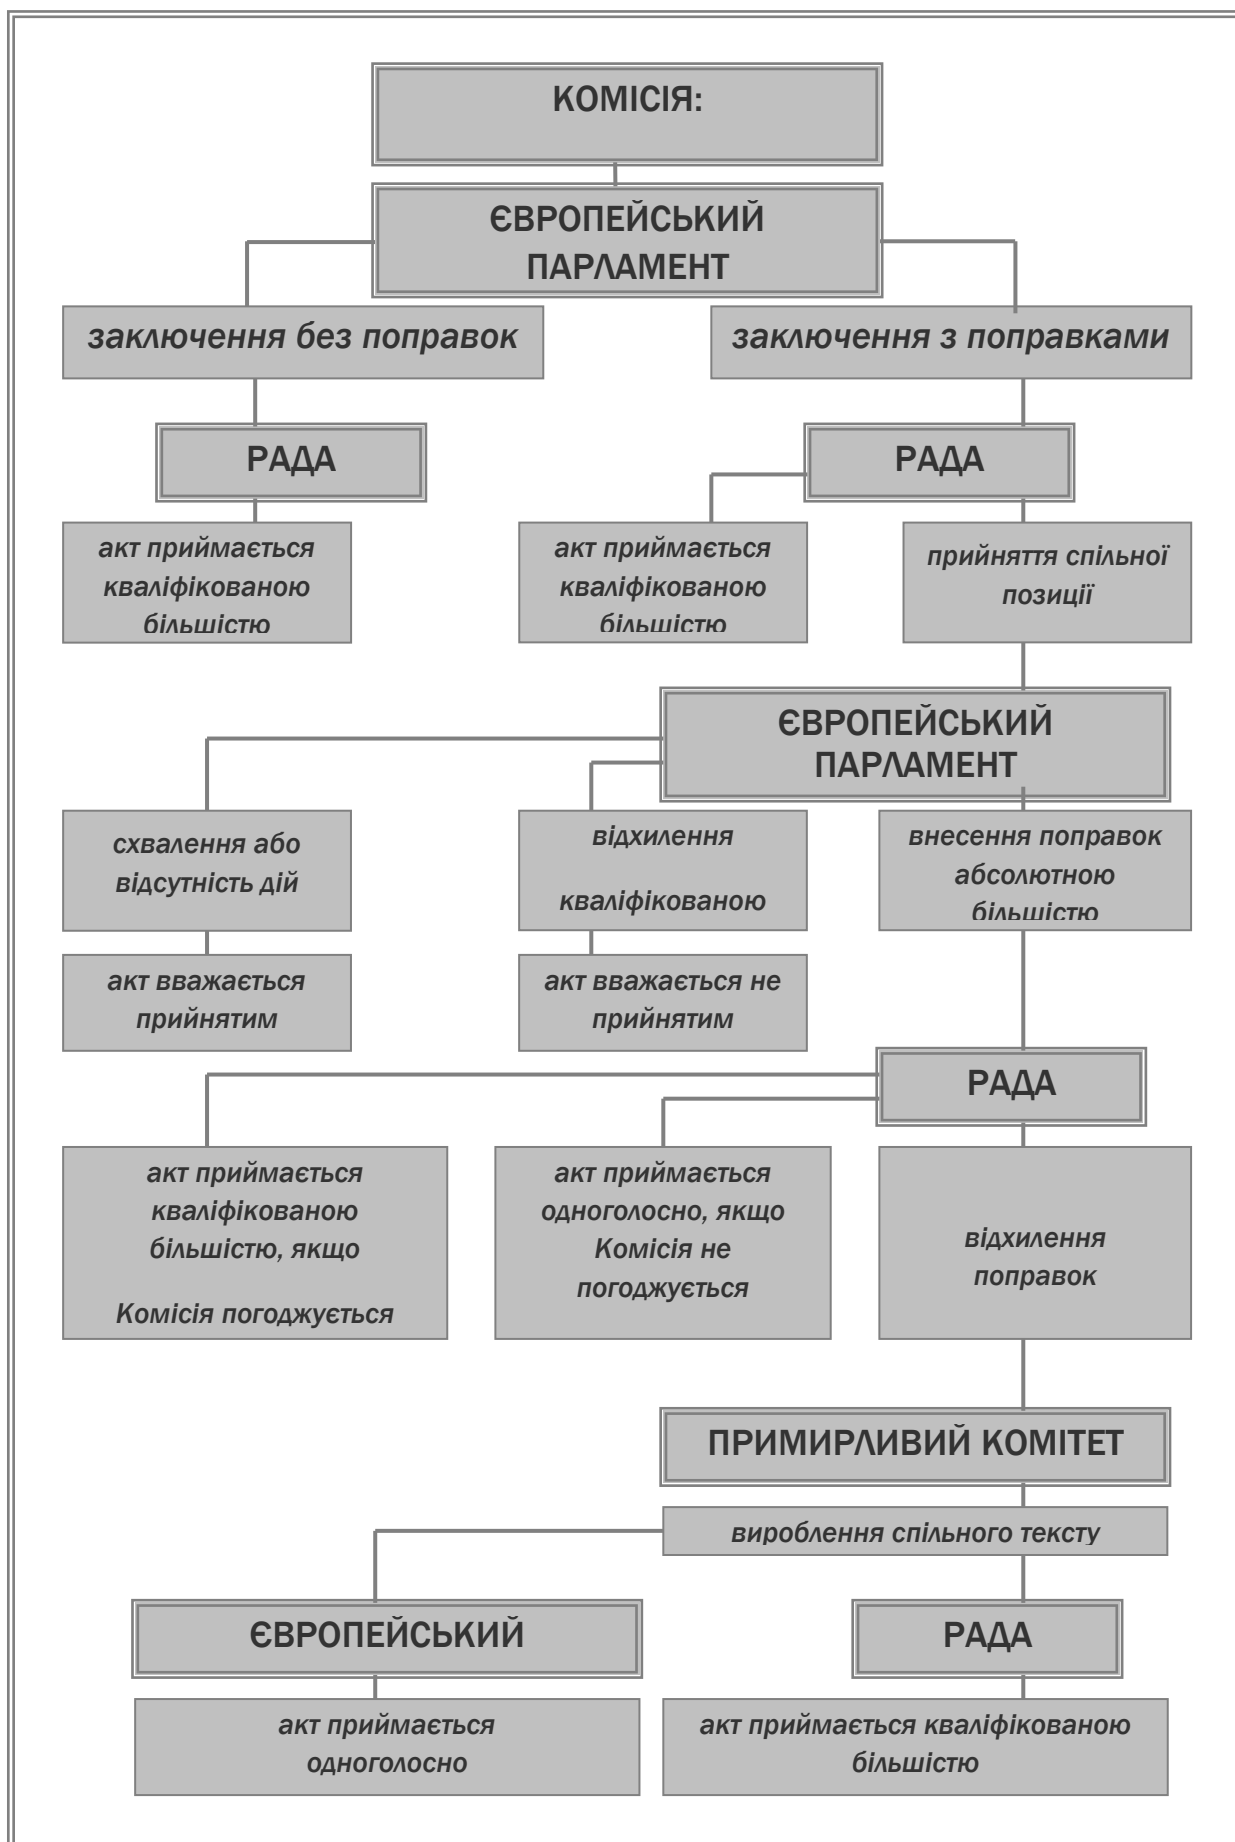 КОМІСІЯ:
ЄВРОПЕЙСЬКИЙ
ПАРЛАМЕНТ
заключення без поправок
заключення з поправками
РАДА
РАДА
акт приймається
кваліфікованою
більшістю
акт приймається
кваліфікованою
більшістю
прийняття спільної
позиції
ЄВРОПЕЙСЬКИЙ
ПАРЛАМЕНТ
схвалення або
відсутність дій
відхилення
кваліфікованою
внесення поправок
абсолютною
більшістю
акт вважається
прийнятим
акт вважається не
прийнятим
РАДА
акт приймається
кваліфікованою
більшістю, якщо
Комісія погоджується
акт приймається
одноголосно, якщо
Комісія не
погоджується
відхилення
поправок
ПРИМИРЛИВИЙ КОМІТЕТ
вироблення спільного тексту
ЄВРОПЕЙСЬКИЙ
РАДА
акт приймається
одноголосно
акт приймається кваліфікованою
більшістю